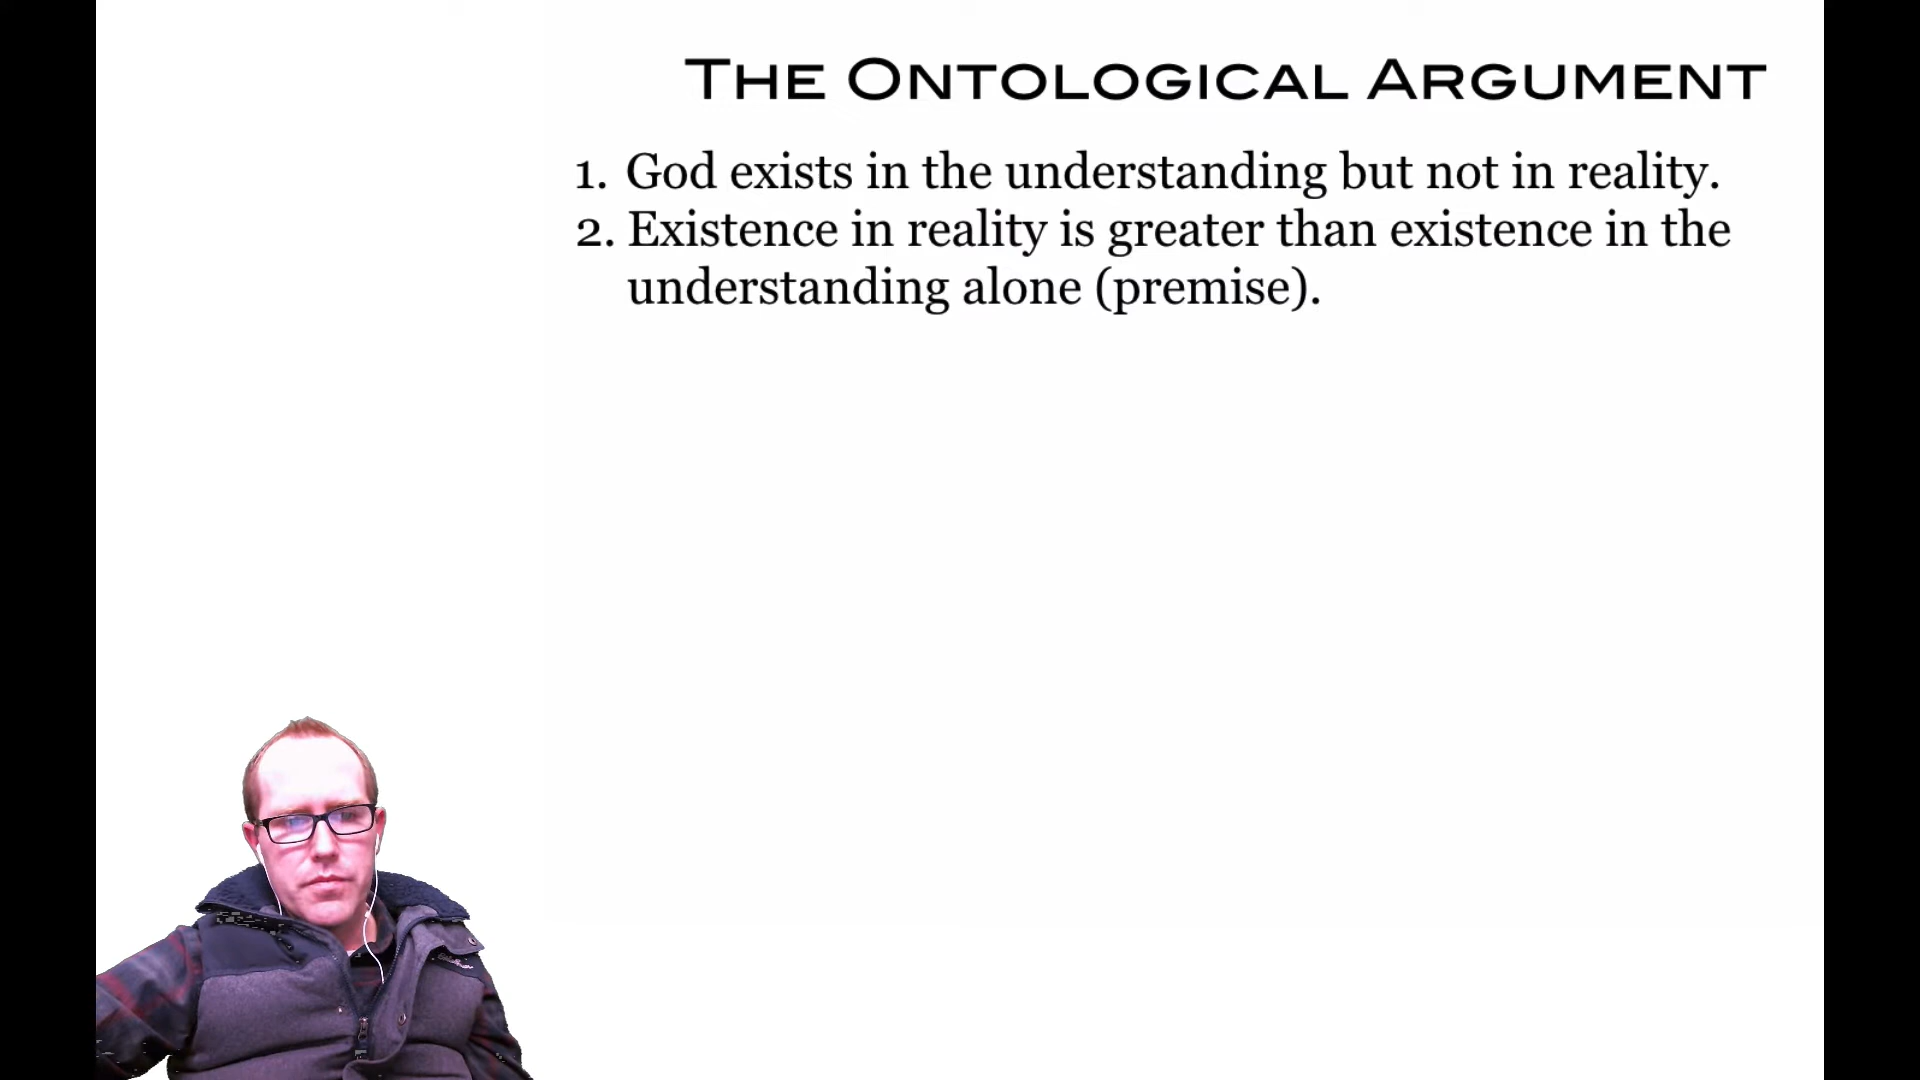 THE ONTOLOGICAL ARGUMENT
1. God exists in the understanding but not in reality.
2. Existence in reality is greater than existence in the
understanding alone (premise).